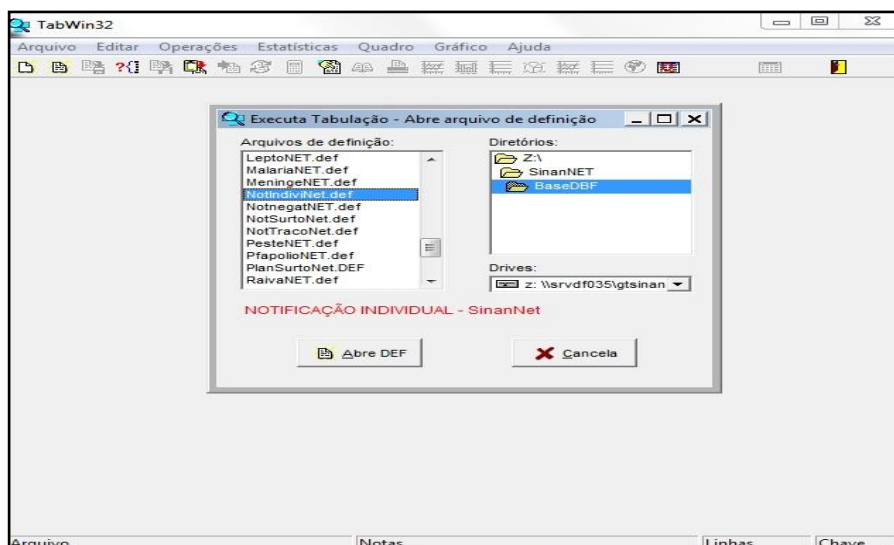 TabWin32
Arquivo Editar Operações Estatísticas Quadro Gráfico Ajuda
Executa Tabulação - Abre arquivo de definição
Arquivos de definição:
LeptoNET.def
MalariaNET.def
MeningeNET.def
NotIndiviNet.def
NotnegatNET.def
NotSurtoNet.def
NotTracoNet.def
PesteNET.def
PfapolioNET.def
PlanSurtoNet.DEF
RaivaNET.def
Diretórios:
Z:\
SinanNET
BaseDBF
Drives:
z: \\srvdf035\gtsinan
NOTIFICAÇÃO INDIVIDUAL - SinanNet
Abre DEF
Cancela
Arquivo Notas Linhas Chave